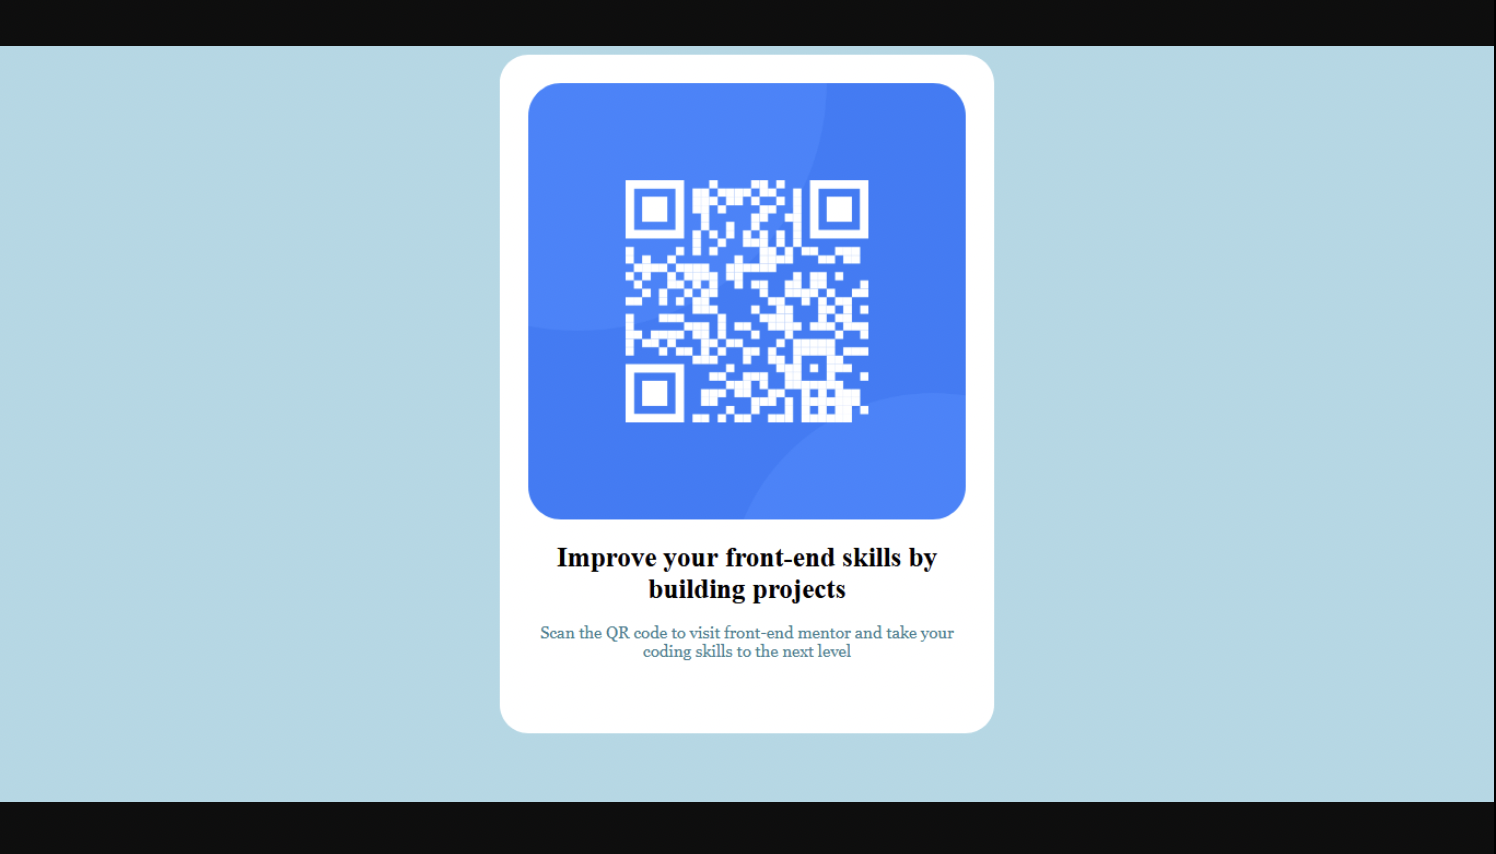 Improve your front-end skills by
building projects
Scan the QR code to visit front-end mentor and take your
coding skills to the next level